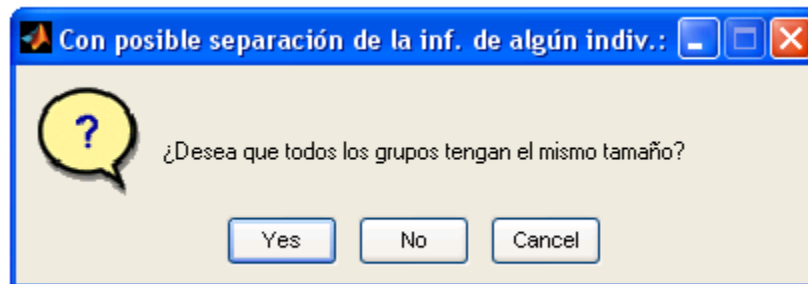 Con posible separación de la inf. de algún indiv.:
?
¿Desea que todos los grupos tengan el mismo tamaño?
Yes No Cancel